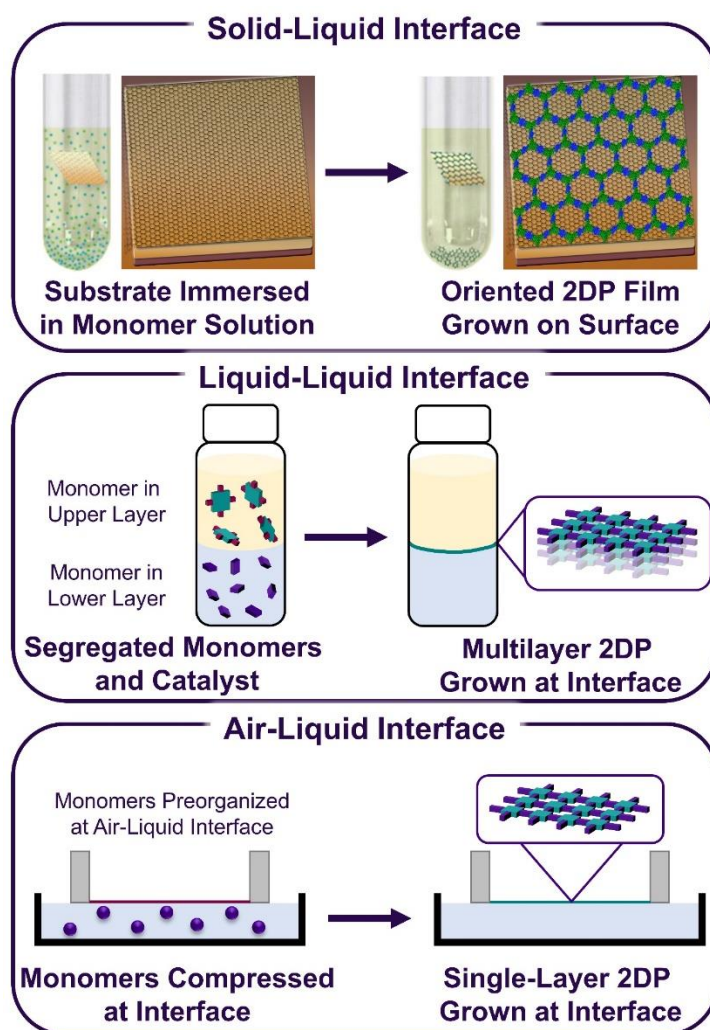 Solid-Liquid Interface
Substrate Immersed
in Monomer Solution
Oriented 2DP Film
Grown on Surface
Liquid-Liquid Interface
Monomer in
Upper Layer
Monomer in
Lower Layer
Segregated Monomers
and Catalyst
Multilayer 2DP
Grown at Interface
Air-Liquid Interface
Monomers Preorganized
at Air-Liquid Interface
Monomers Compressed
at Interface
Single-Layer 2DP
Grown at Interface